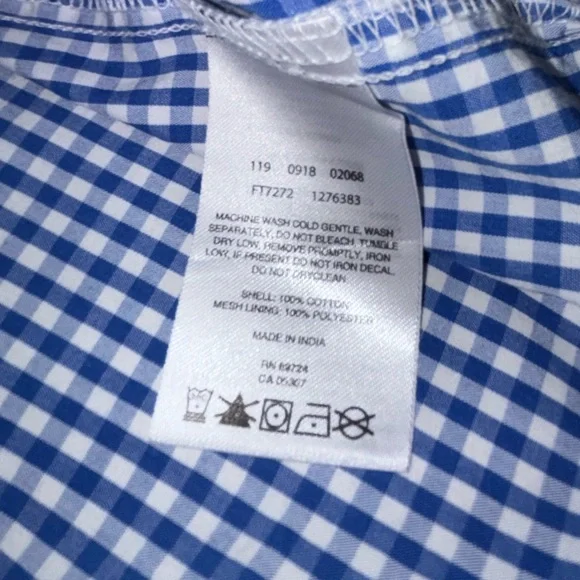 119 0918 02068
FT7272 1276383
MACHINE WASH COLD GENTLE, WASH
SEPARATELY, DO NOT BLEACH, TUMBLE
DRY LOW, REMOVE PROMPTLY, IRON
LOW, IF PRESENT DO NOT IRON DECAL,
DO NOT DRYCLEAN
SHELL: 100% COTTON
MESH LINING: 100% POLYESTER
MADE IN INDIA
RN 89724
CA 05367